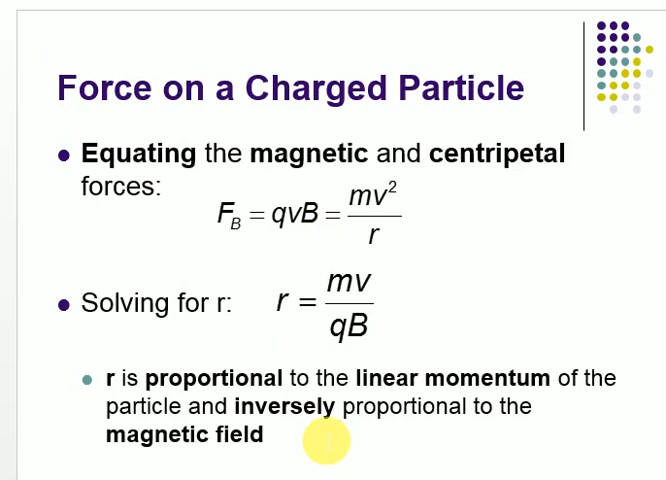 Force on a Charged Particle
Equating the magnetic and centripetal
forces:
F_B = qvB = mv²/r
Solving for r: r = mv/qB
r is proportional to the linear momentum of the
particle and inversely proportional to the
magnetic field